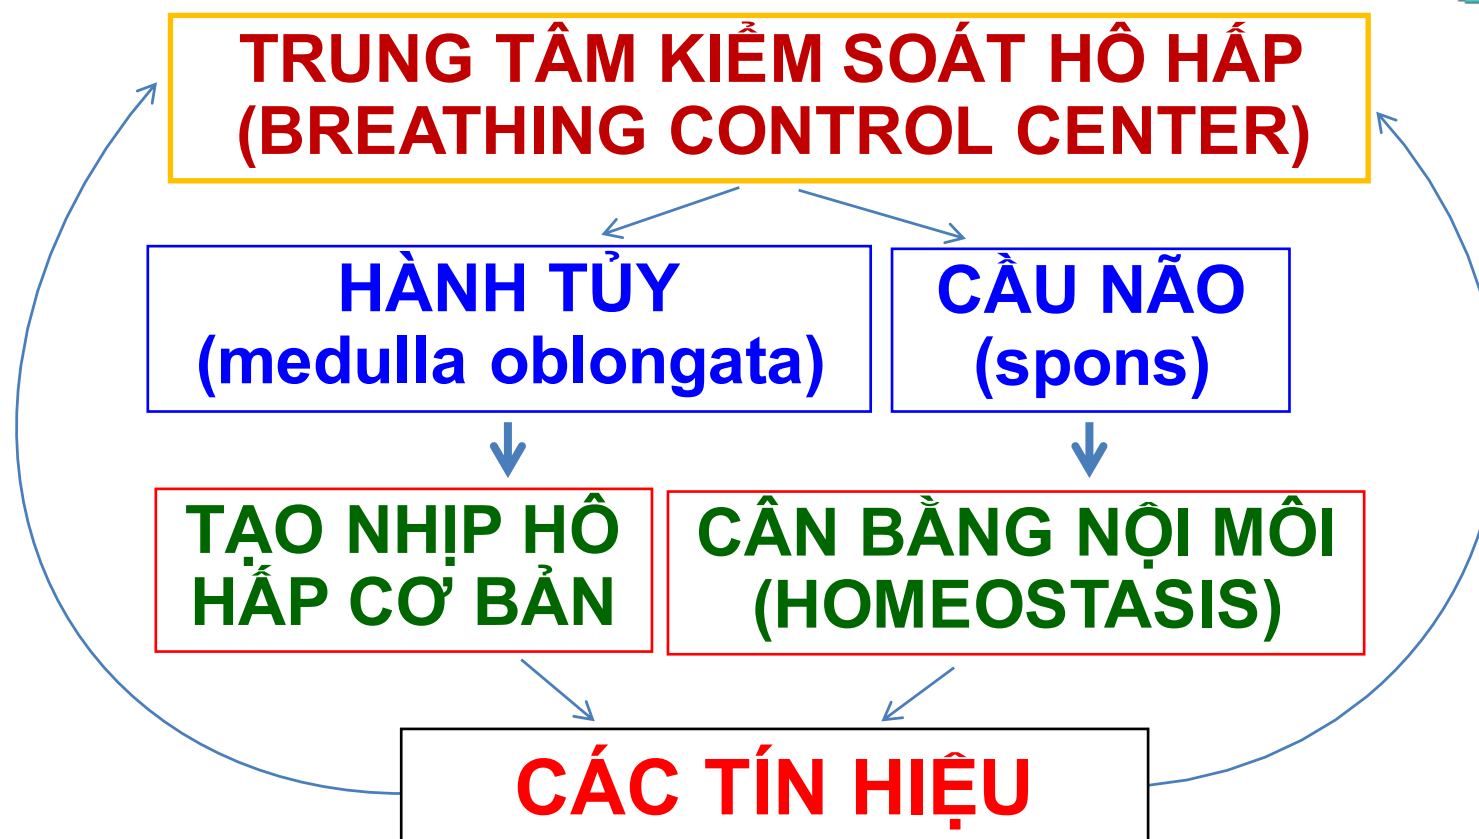 TRUNG TÂM KIỂM SOÁT HÔ HẤP
(BREATHING CONTROL CENTER)
HÀNH TỦY
(medulla oblongata)
CẦU NÃO
(spons)
TẠO NHỊP HÔ
HẤP CƠ BẢN
CÂN BẰNG NỘI MÔI
(HOMEOSTASIS)
CÁC TÍN HIỆU